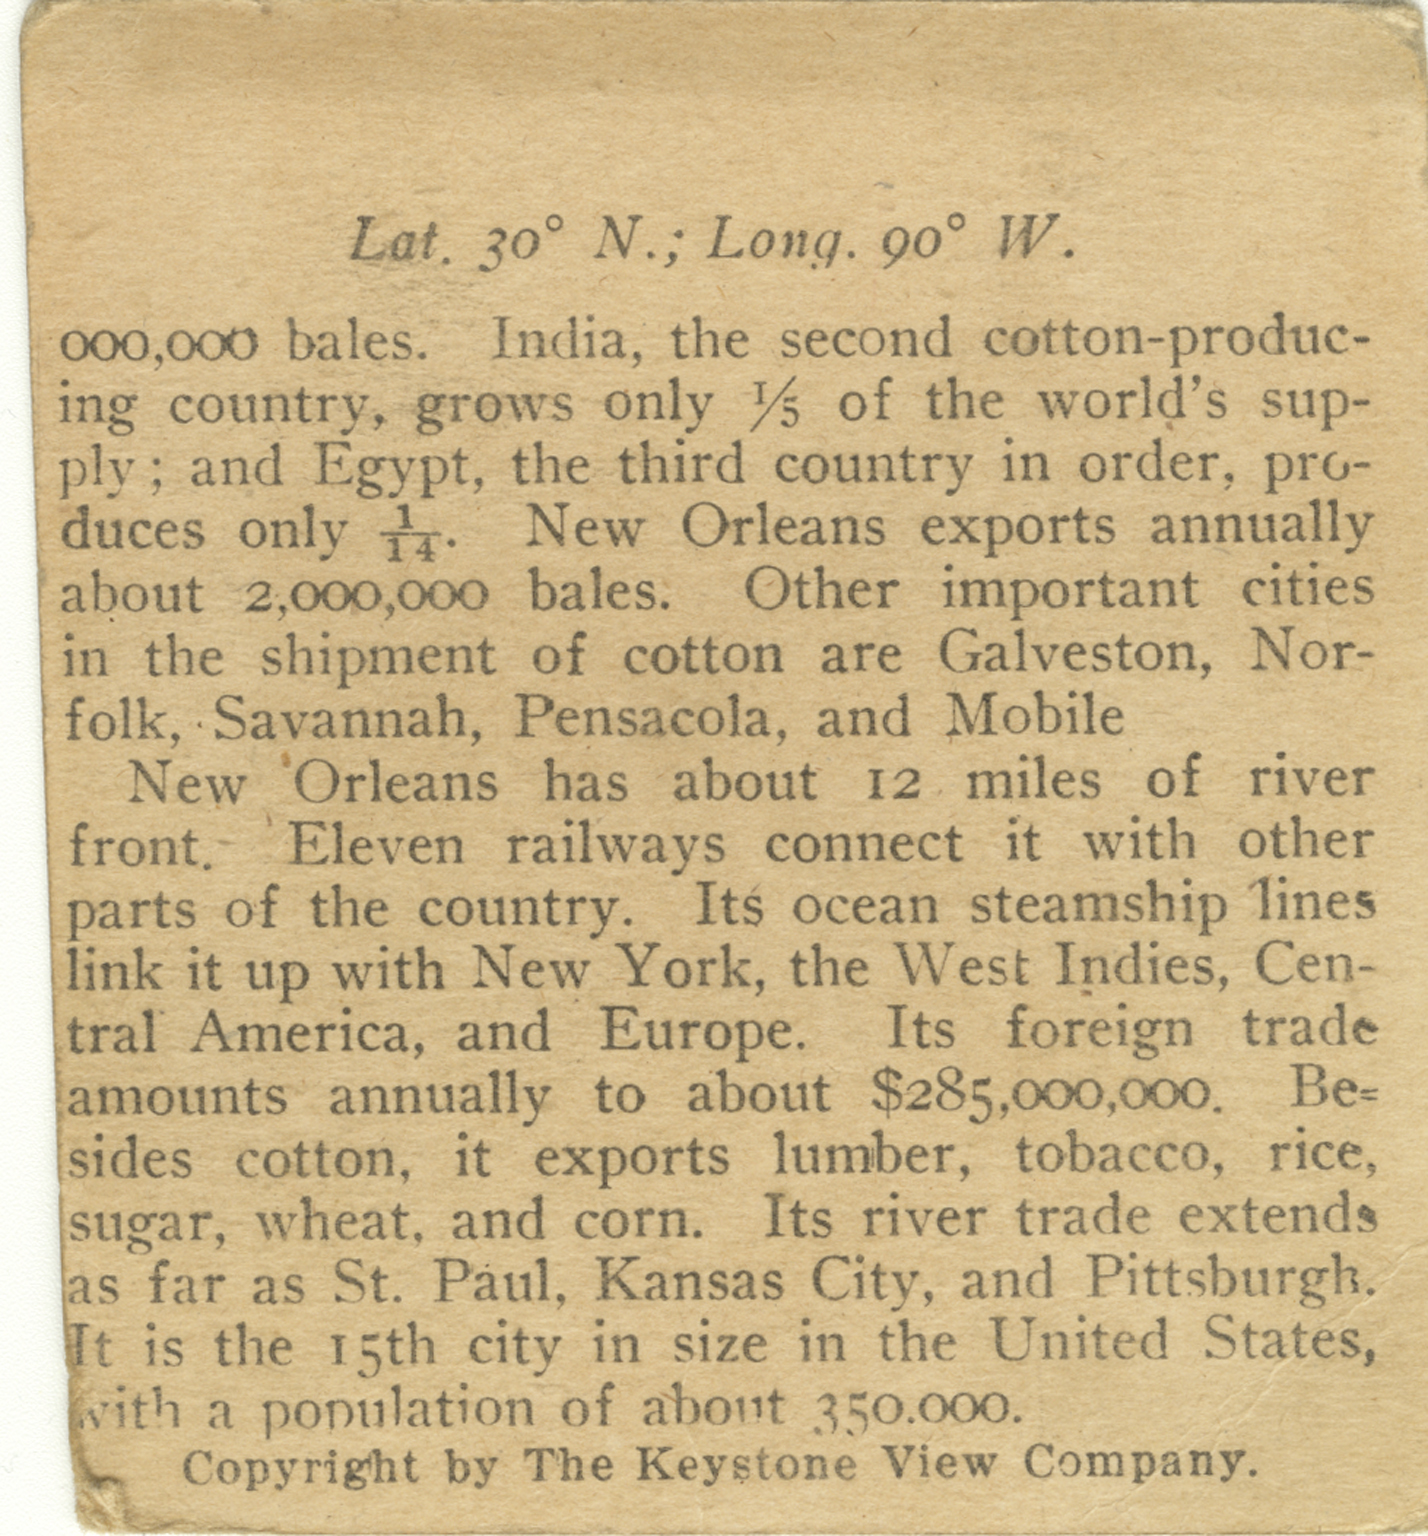 Lat. 30° N.; Long. 90° W.
000,000 bales. India, the second cotton-produc-
ing country, grows only ⅕ of the world's sup-
ply; and Egypt, the third country in order, pro-
duces only 1/14. New Orleans exports annually
about 2,000,000 bales. Other important cities
in the shipment of cotton are Galveston, Nor-
folk, Savannah, Pensacola, and Mobile
New Orleans has about 12 miles of river
front. Eleven railways connect it with other
parts of the country. Its ocean steamship lines
link it up with New York, the West Indies, Cen-
tral America, and Europe. Its foreign trade
amounts annually to about $285,000,000. Be-
sides cotton, it exports lumber, tobacco, rice,
sugar, wheat, and corn. Its river trade extends
as far as St. Paul, Kansas City, and Pittsburgh.
It is the 15th city in size in the United States,
with a population of about 350.000.
Copyright by The Keystone View Company.